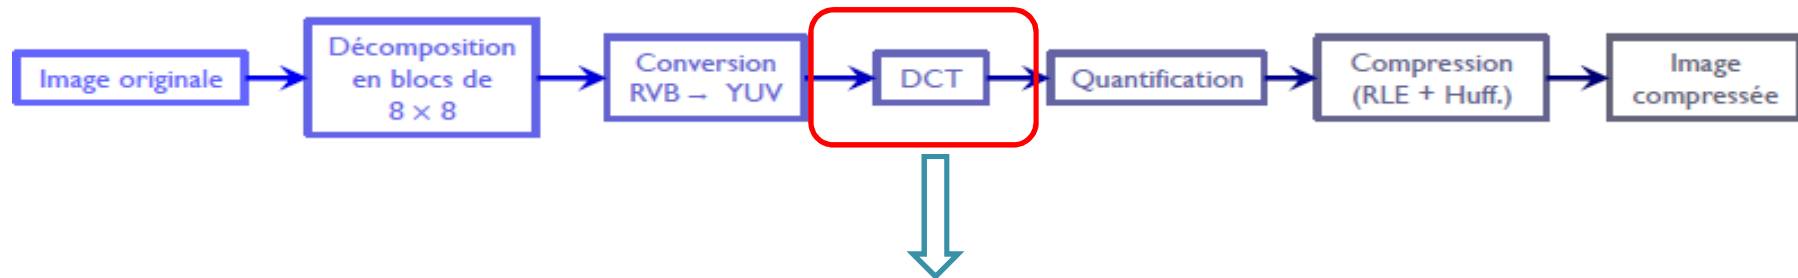 Image originale
Décomposition
en blocs de
8 × 8
Conversion
RVB → YUV
DCT
Quantification
Compression
(RLE + Huff.)
Image
compressée